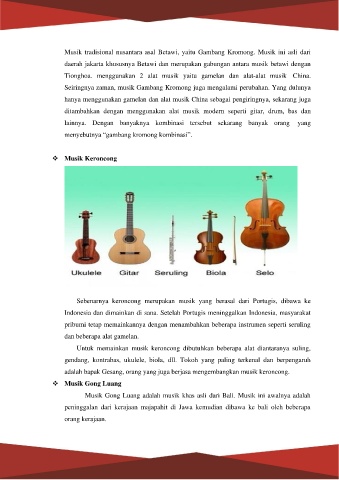 Musik tradisional nusantara asal Betawi, yaitu Gambang Kromong. Musik ini asli dari
daerah jakarta khususnya Betawi dan merupakan gabungan antara musik betawi dengan
Tionghoa. menggunakan 2 alat musik yaitu gamelan dan alat-alat musik China.
Seiringnya zaman, musik Gambang Kromong juga mengalami perubahan. Yang dulunya
hanya menggunakan gamelan dan alat musik China sebagai pengiringnya, sekarang juga
ditambahkan dengan menggunakan alat musik modern seperti gitar, drum, bas dan
lainnya. Dengan banyaknya kombinasi tersebut sekarang banyak orang yang
menyebutnya “gambang kromong kombinasi”.
❖ Musik Keroncong
Ukulele Gitar Seruling Biola Selo
Sebenarnya keroncong merupakan musik yang berasal dari Portugis, dibawa ke
Indonesia dan dimainkan di sana. Setelah Portugis meninggalkan Indonesia, masyarakat
pribumi tetap memainkannya dengan menambahkan beberapa instrumen seperti seruling
dan beberapa alat gamelan.
Untuk memainkan musik keroncong dibutuhkan beberapa alat diantaranya suling,
gendang, kontrabas, ukulele, biola, dll. Tokoh yang paling terkenal dan berpengaruh
adalah bapak Gesang, orang yang juga berjasa mengembangkan musik keroncong.
❖ Musik Gong Luang
Musik Gong Luang adalah musik khas asli dari Bali. Musik ini awalnya adalah
peninggalan dari kerajaan majapahit di Jawa kemudian dibawa ke bali oleh beberapa
orang kerajaan.